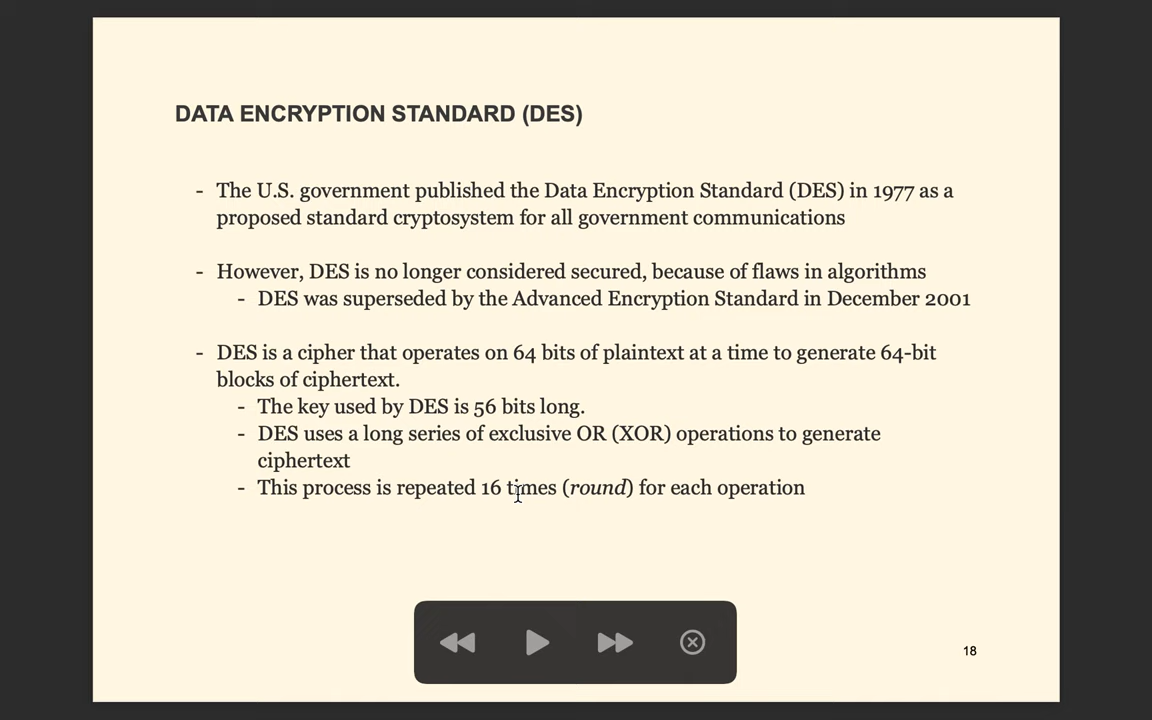 DATA ENCRYPTION STANDARD (DES)
- The U.S. government published the Data Encryption Standard (DES) in 1977 as a
proposed standard cryptosystem for all government communications
- However, DES is no longer considered secured, because of flaws in algorithms
- DES was superseded by the Advanced Encryption Standard in December 2001
- DES is a cipher that operates on 64 bits of plaintext at a time to generate 64-bit
blocks of ciphertext.
- The key used by DES is 56 bits long.
- DES uses a long series of exclusive OR (XOR) operations to generate
ciphertext
- This process is repeated 16 times (round) for each operation
18